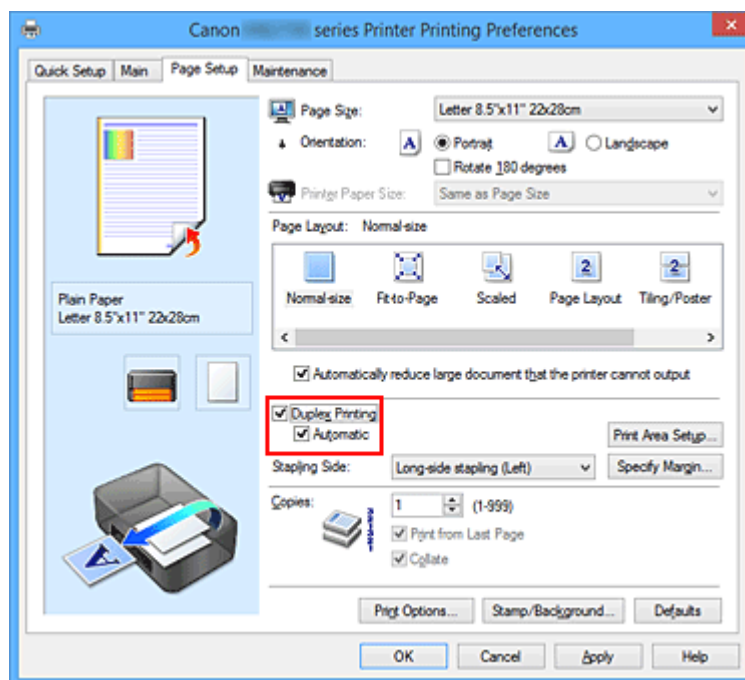 Canon series Printer Printing Preferences
Quick Setup Main Page Setup Maintenance
Page Size: Letter 8.5"x11" 22x28cm
Orientation: A Portrait A Landscape
Rotate 180 degrees
Printer Paper Size: Same as Page Size
Page Layout: Normal-size
2 2
Normal-size Fit-to-Page Scaled Page Layout Tiling/Poster
Plain Paper
Letter 8.5"x11" 22x28cm
Automatically reduce large document that the printer cannot output
Duplex Printing
Automatic
Print Area Setup...
Stapling Side: Long-side stapling (Left) Specify Margin...
Copies: 1 (1-999)
Print from Last Page
Collate
A
Print Options... Stamp/Background... Defaults
OK Cancel Apply Help